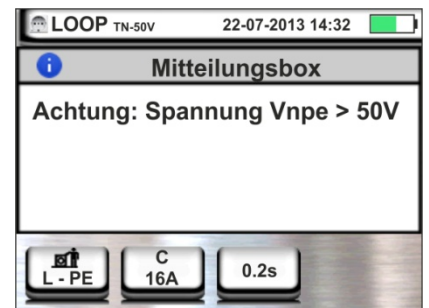 LOOP TN-50V 22-07-2013 14:32
i Mitteilungsbox
Achtung: Spannung Vnpe > 50V
L - PE
C
16A
0.2s